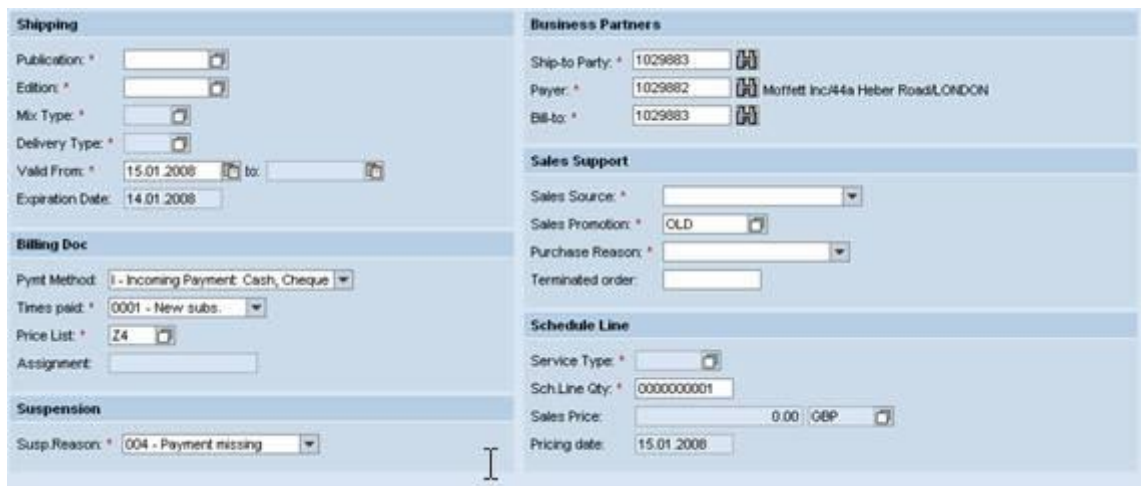 Shipping
Publication: *
Edition: *
Mix Type: *
Delivery Type: *
Valid From: * 15.01.2008 to:
Expiration Date: 14.01.2008
Billing Doc
Pymt Method: I - Incoming Payment: Cash, Cheque
Times paid: * 0001 - New subs.
Price List: * Z4
Assignment:
Suspension
Susp.Reason: * 004 - Payment missing
Business Partners
Ship-to Party: * 1029883
Payer: * 1029882 Moffett Inc/44a Heber Road/LONDON
Bill-to: * 1029883
Sales Support
Sales Source: *
Sales Promotion: * OLD
Purchase Reason: *
Terminated order:
Schedule Line
Service Type: *
Sch.Line Qty: * 0000000001
Sales Price: 0.00 GBP
Pricing date: 15.01.2008